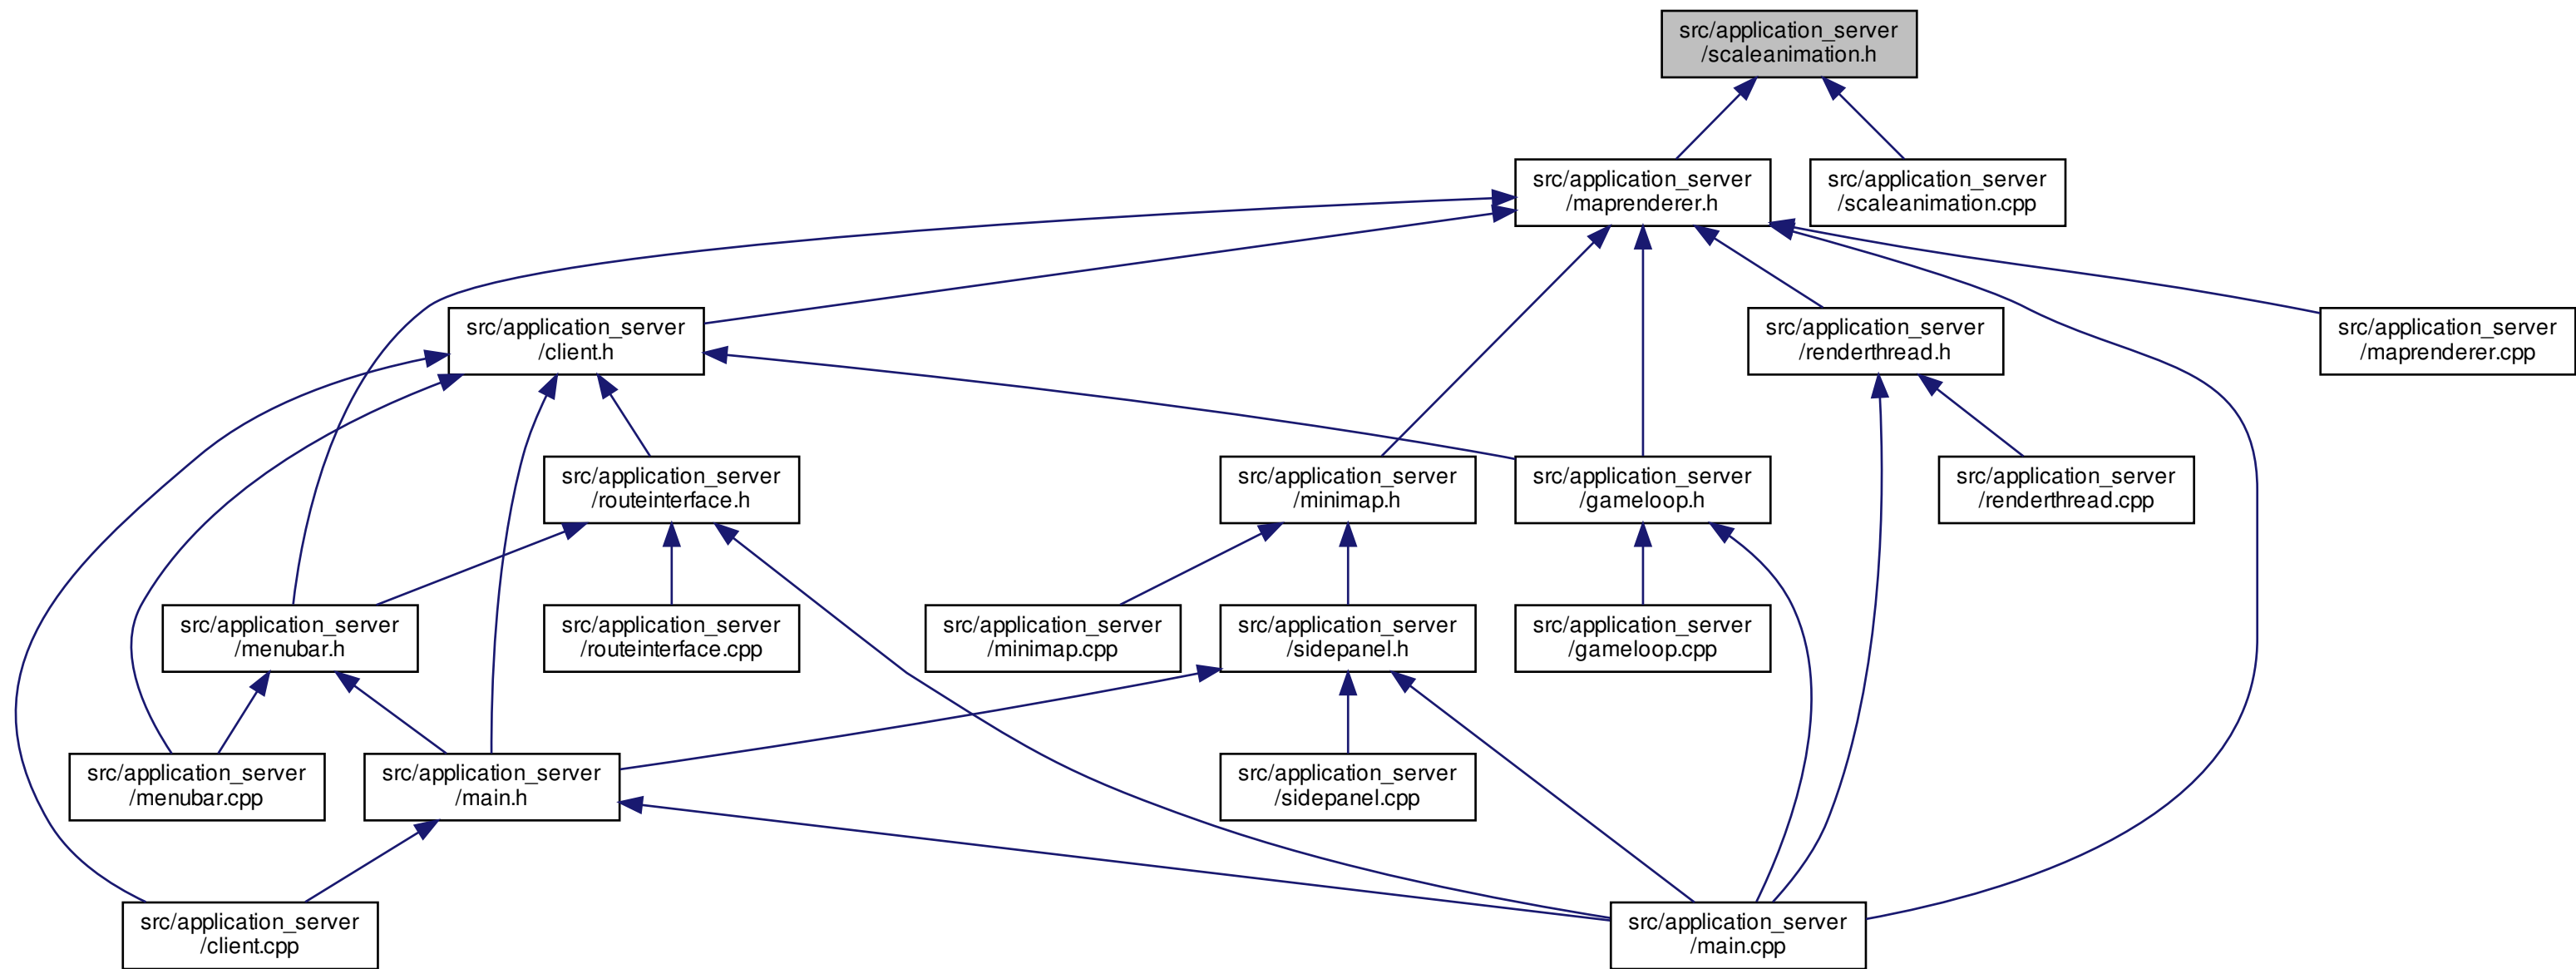 src/application_server
/scaleanimation.h
src/application_server
/maprenderer.h
src/application_server
/scaleanimation.cpp
src/application_server
/client.h
src/application_server
/renderthread.h
src/application_server
/maprenderer.cpp
src/application_server
/routeinterface.h
src/application_server
/minimap.h
src/application_server
/gameloop.h
src/application_server
/renderthread.cpp
src/application_server
/menubar.h
src/application_server
/routeinterface.cpp
src/application_server
/minimap.cpp
src/application_server
/sidepanel.h
src/application_server
/gameloop.cpp
src/application_server
/menubar.cpp
src/application_server
/main.h
src/application_server
/sidepanel.cpp
src/application_server
/client.cpp
src/application_server
/main.cpp